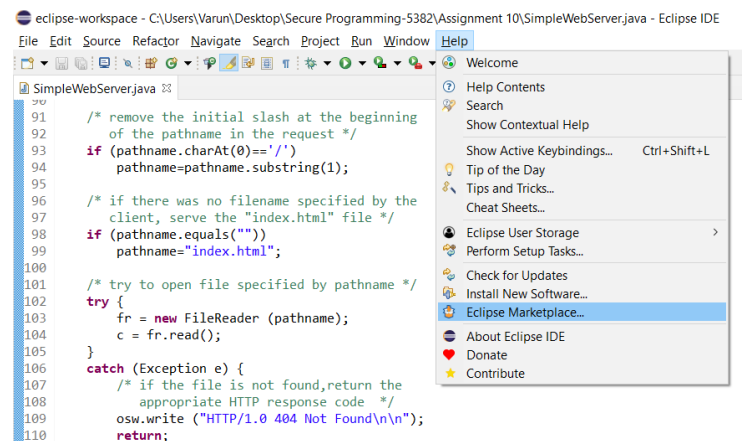 eclipse-workspace - C:\Users\Varun\Desktop\Secure Programming-5382\Assignment 10\SimpleWebServer.java - Eclipse IDE
File Edit Source Refactor Navigate Search Project Run Window Help
SimpleWebServer.java
90
91 /* remove the initial slash at the beginning
92 of the pathname in the request */
93 if (pathname.charAt(0)=='/')
94 pathname=pathname.substring(1);
95
96 /* if there was no filename specified by the
97 client, serve the "index.html" file */
98 if (pathname.equals(""))
99 pathname="index.html";
100
101 /* try to open file specified by pathname */
102 try {
103 fr = new FileReader (pathname);
104 c = fr.read();
105 }
106 catch (Exception e) {
107 /* if the file is not found,return the
108 appropriate HTTP response code */
109 osw.write ("HTTP/1.0 404 Not Found\n\n");
110 return;
Welcome
Help Contents
Search
Show Contextual Help
Show Active Keybindings... Ctrl+Shift+L
Tip of the Day
Tips and Tricks...
Cheat Sheets...
Eclipse User Storage
Perform Setup Tasks...
Check for Updates
Install New Software...
Eclipse Marketplace...
About Eclipse IDE
Donate
Contribute